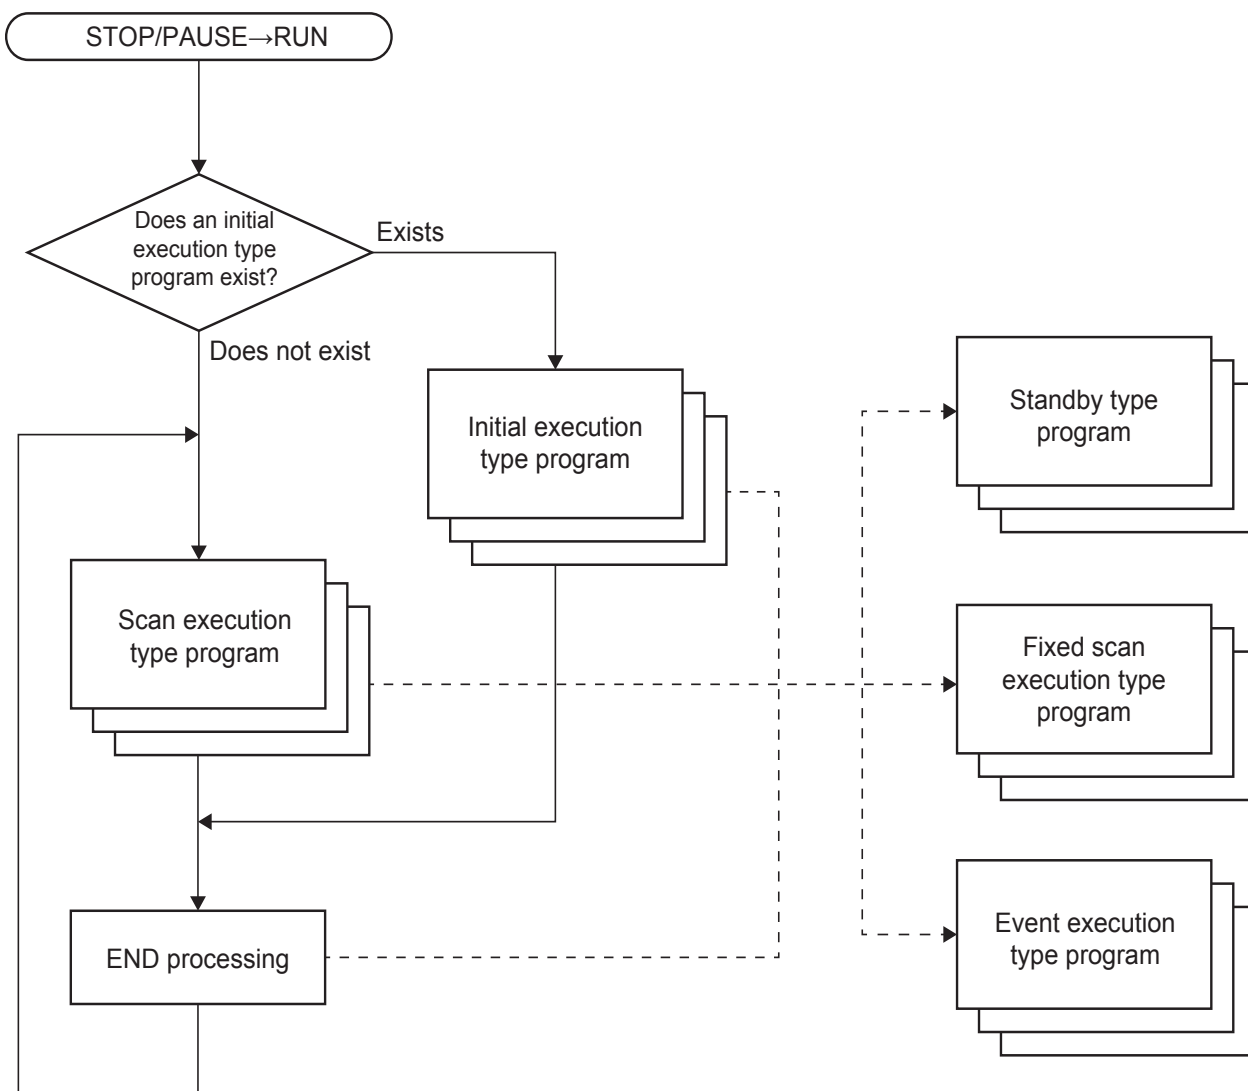 STOP/PAUSE→RUN
Does an initial
execution type
program exist?
Exists
Does not exist
Initial execution
type program
Standby type
program
Scan execution
type program
Fixed scan
execution type
program
END processing
Event execution
type program